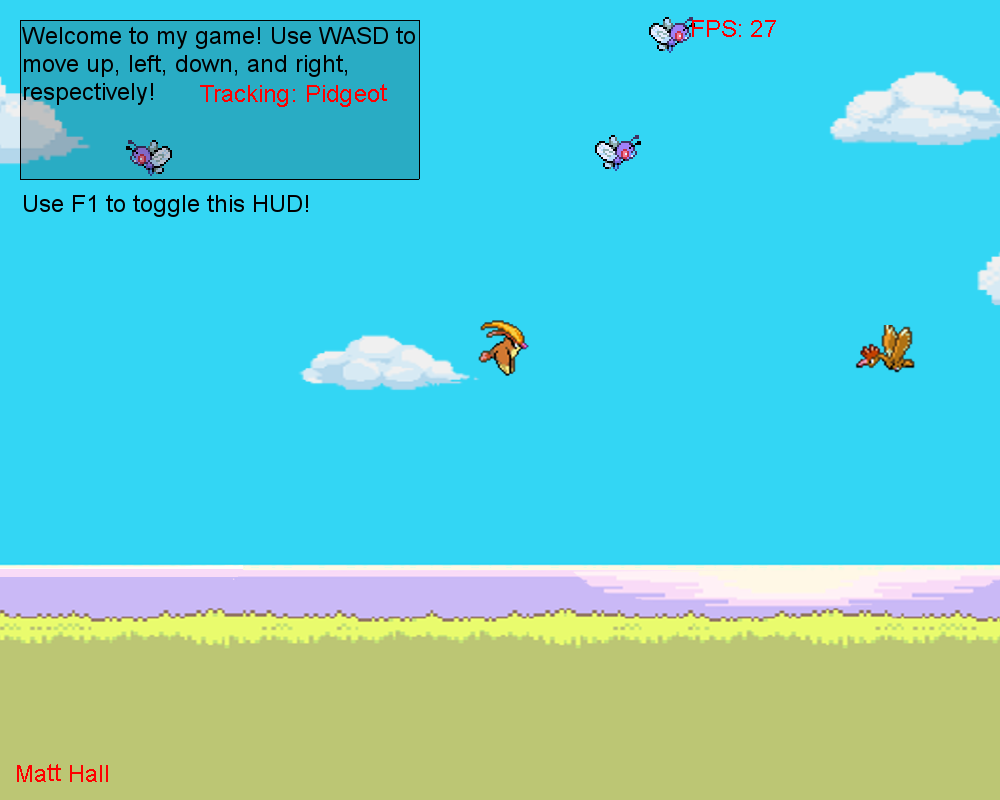 FPS: 27
Welcome to my game! Use WASD to
move up, left, down, and right,
respectively!
Tracking: Pidgeot
Use F1 to toggle this HUD!
Matt Hall